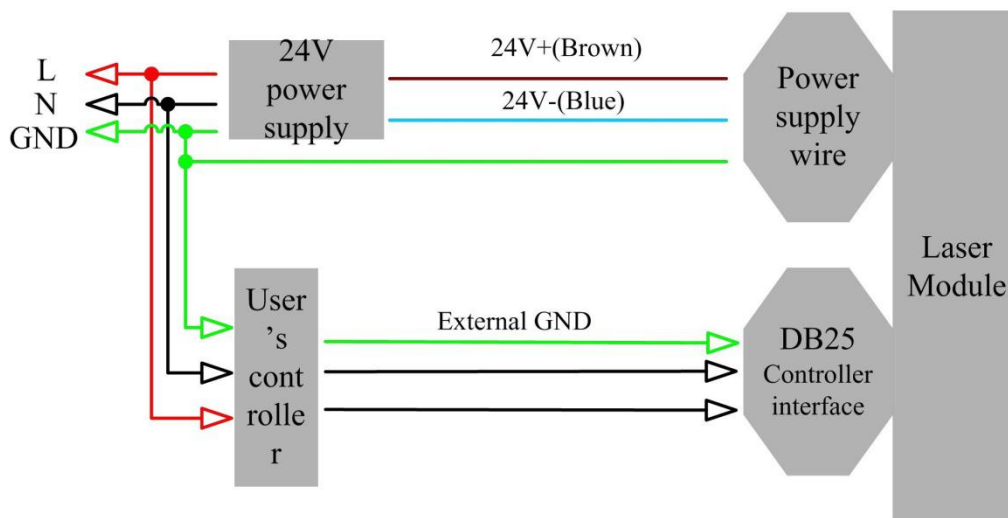 L
N
GND
24V
power
supply
24V+(Brown)
24V-(Blue)
Power
supply
wire
Laser
Module
User
’s
cont
rolle
r
External GND
DB25
Controller
interface